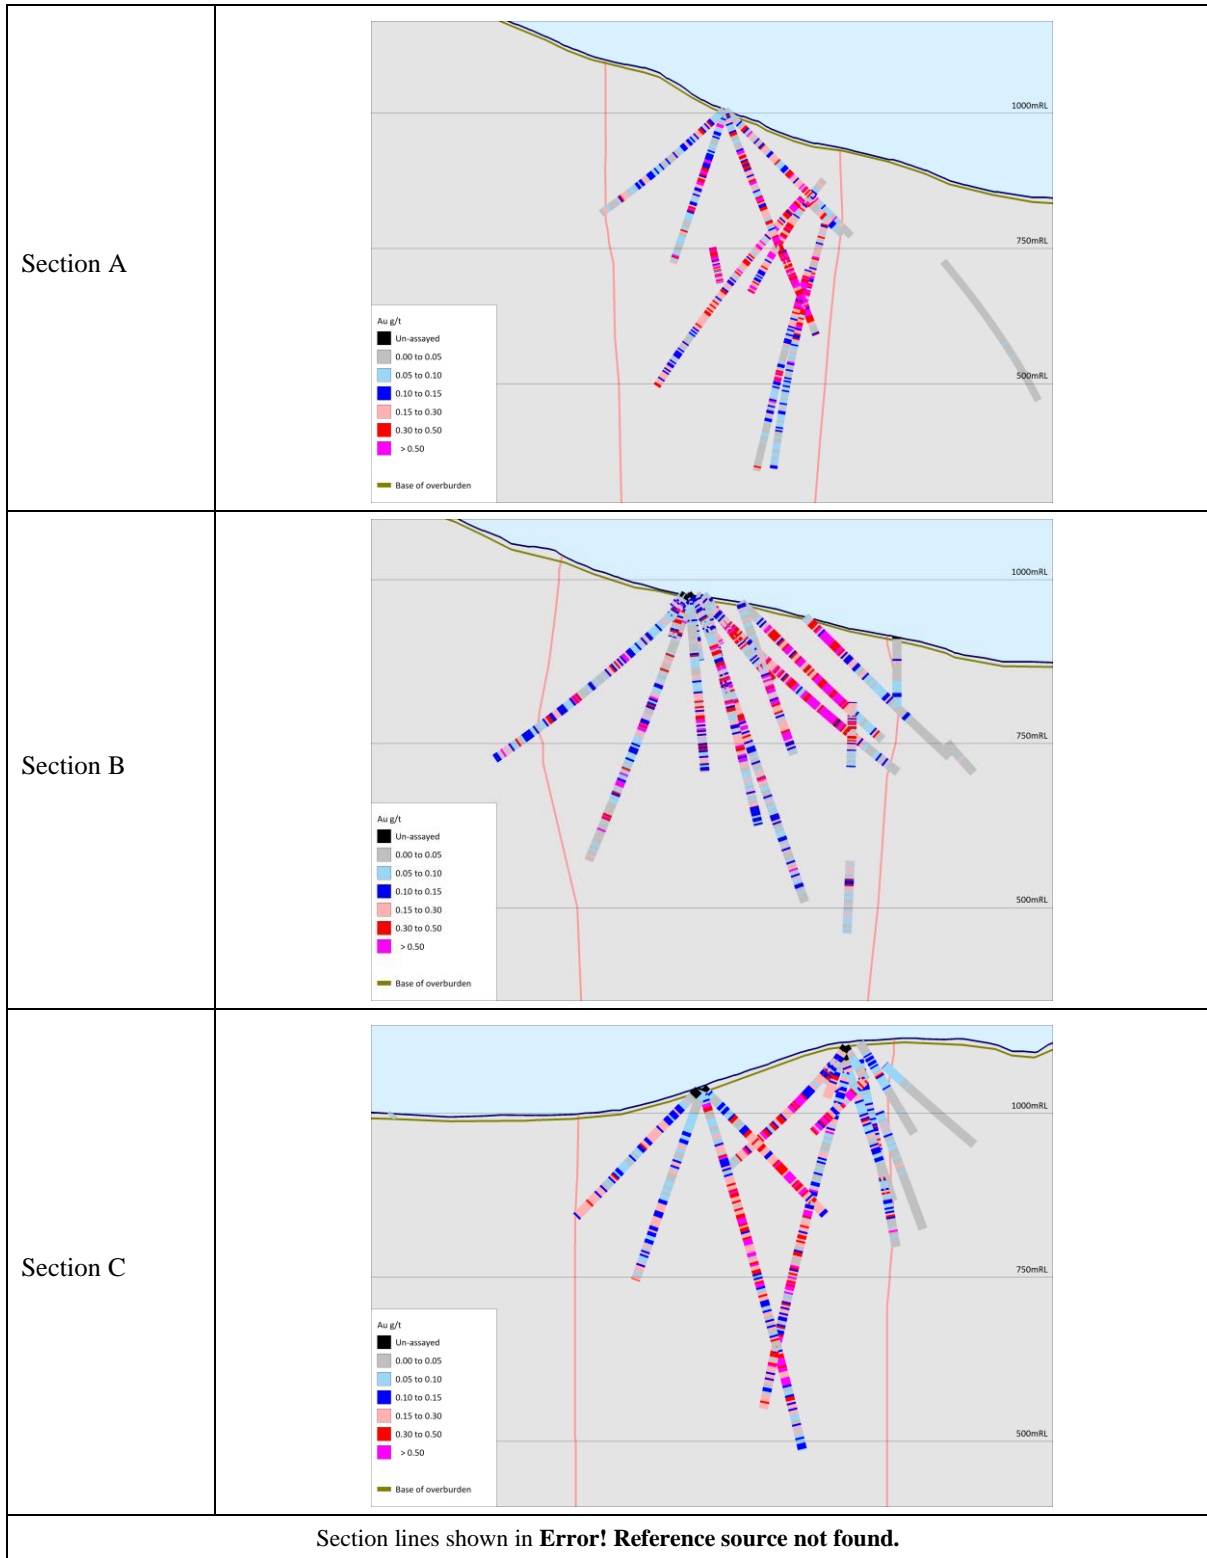 Section A
1000mRL
750mRL
500mRL
Au g/t
Un-assayed
0.00 to 0.05
0.05 to 0.10
0.10 to 0.15
0.15 to 0.30
0.30 to 0.50
> 0.50
Base of overburden
Section B
1000mRL
750mRL
500mRL
Au g/t
Un-assayed
0.00 to 0.05
0.05 to 0.10
0.10 to 0.15
0.15 to 0.30
0.30 to 0.50
> 0.50
Base of overburden
Section C
1000mRL
750mRL
500mRL
Au g/t
Un-assayed
0.00 to 0.05
0.05 to 0.10
0.10 to 0.15
0.15 to 0.30
0.30 to 0.50
> 0.50
Base of overburden
Section lines shown in Error! Reference source not found.